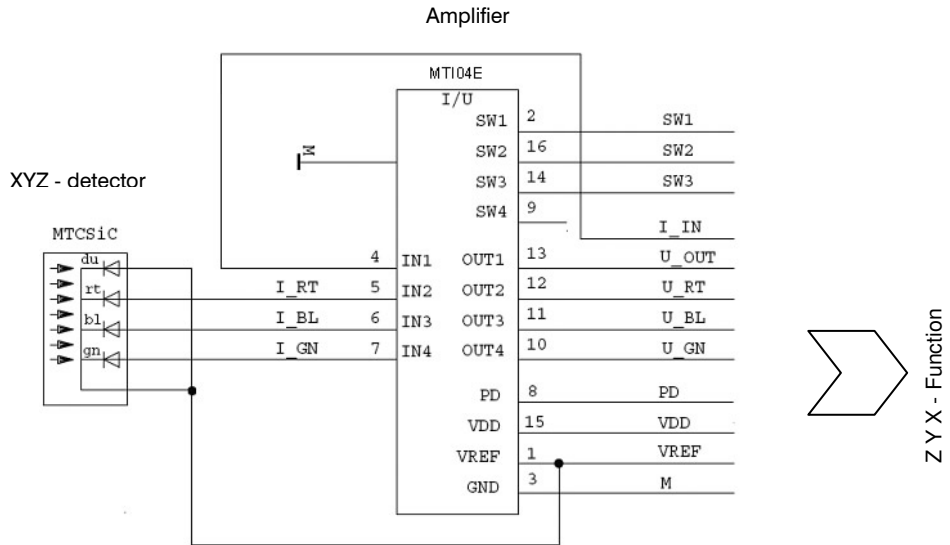 Amplifier
MTI04E
I/U
SW1 2 SW1
SW2 16 SW2
M
SW3 14 SW3
XYZ - detector
SW4 9
MTCSiC
I_IN
du 4 IN1 OUT1 13 U_OUT
rt I_RT 5 IN2 OUT2 12 U_RT
bl I_BL 6 IN3 OUT3 11 U_BL
gn I_GN 7 IN4 OUT4 10 U_GN
PD 8 PD
VDD 15 VDD
VREF 1 VREF
GND 3 M
Z Y X - Function